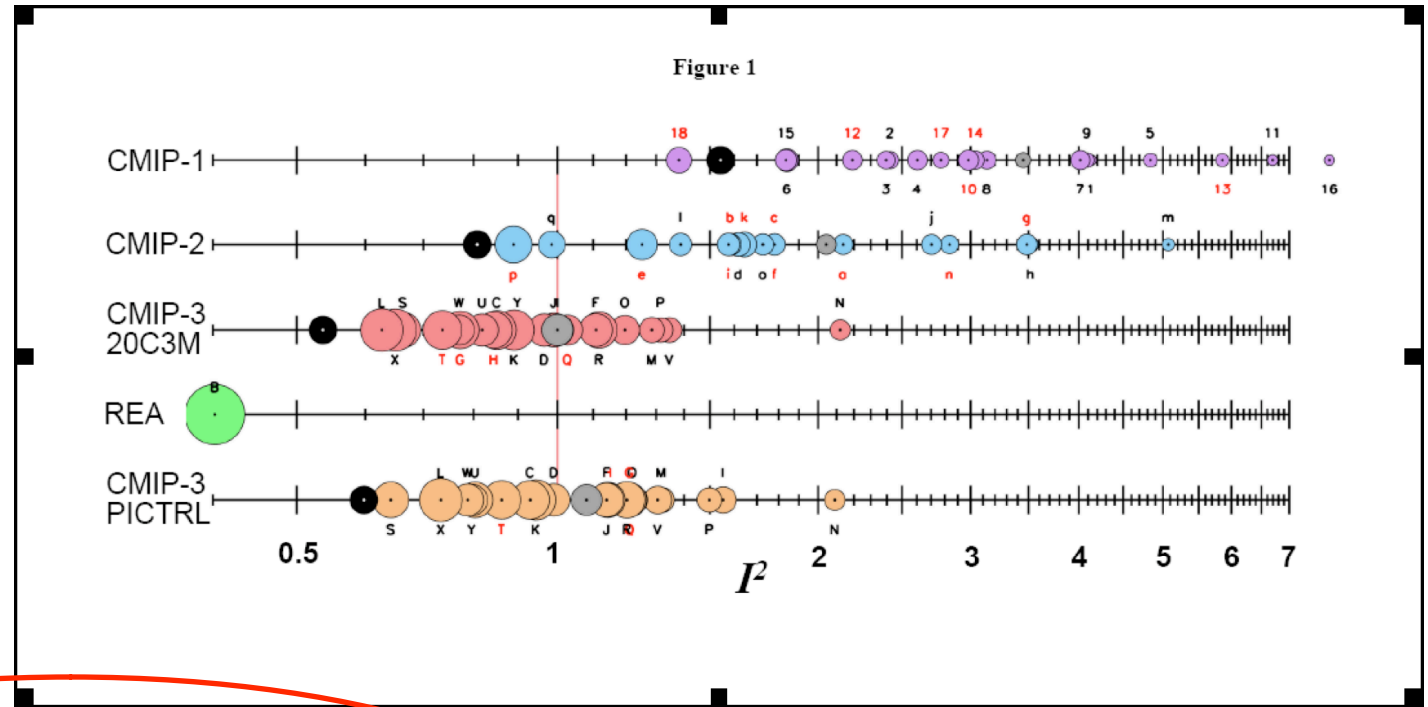 Figure 1
18 15 12 2 17 14 9 5 11
CMIP-1
6 3 4 10 8 7 1 13 16
q l b k c j g m
CMIP-2
p e i d o f a n h
L S W U C Y J I F O P N
CMIP-3
20C3M
X T G H K D Q R M V
B
REA
L W U C D F I G O M I
CMIP-3
PICTRL
S X Y T K J R Q V P N
0.5 1 2 3 4 5 6 7
I²